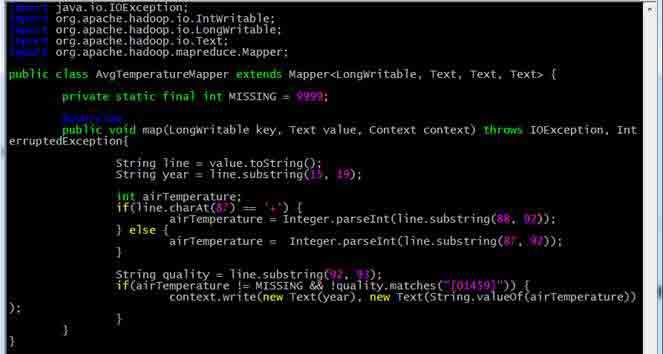 import java.io.IOException;
import org.apache.hadoop.io.IntWritable;
import org.apache.hadoop.io.LongWritable;
import org.apache.hadoop.io.Text;
import org.apache.hadoop.mapreduce.Mapper;
public class AvgTemperatureMapper extends Mapper<LongWritable, Text, Text, Text> {
private static final int MISSING = 9999;
@Override
public void map(LongWritable key, Text value, Context context) throws IOException, Int
erruptedException{
String line = value.toString();
String year = line.substring(15, 19);
int airTemperature;
if(line.charAt(87) == '+') {
airTemperature = Integer.parseInt(line.substring(88, 92));
} else {
airTemperature =  Integer.parseInt(line.substring(87, 92));
}
String quality = line.substring(92, 93);
if(airTemperature != MISSING && !quality.matches("[01459]")) {
context.write(new Text(year), new Text(String.valueOf(airTemperature))
);
}
}
}